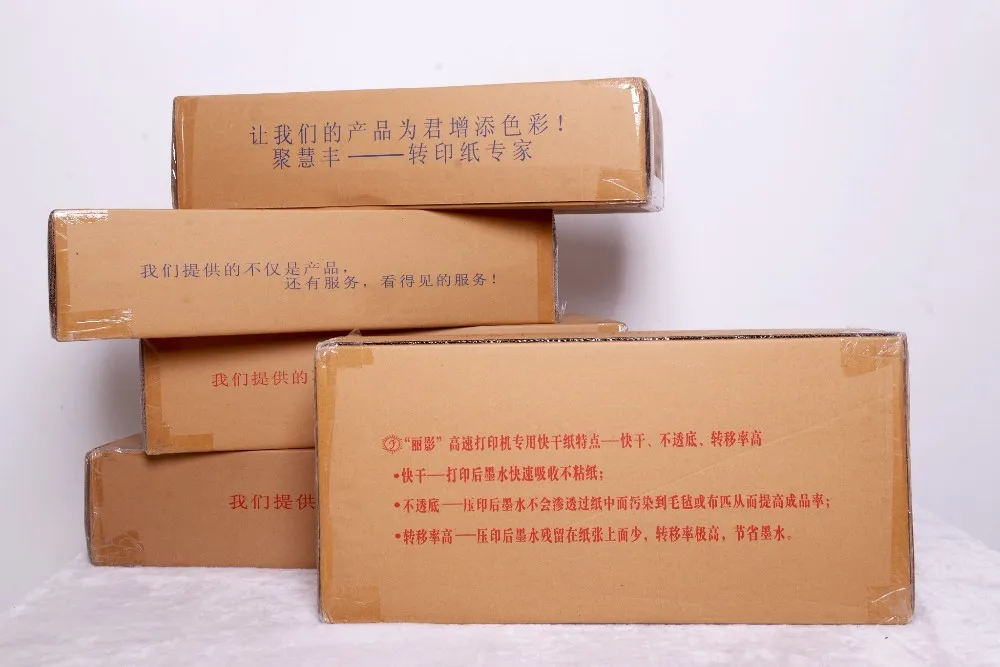 让我们的产品为君增添色彩！
聚慧丰——转印纸专家
我们提供的不仅是产品，
还有服务，看得见的服务！
我们提供的
我们提供
“丽影”高速打印机专用快干纸特点—快干、不透底、转移率高
•快干—打印后墨水快速吸收不粘纸；
•不透底—压印后墨水不会渗透过纸中而污染到毛毡或布匹从而提高成品率；
•转移率高—压印后墨水残留在纸张上面少，转移率极高，节省墨水。